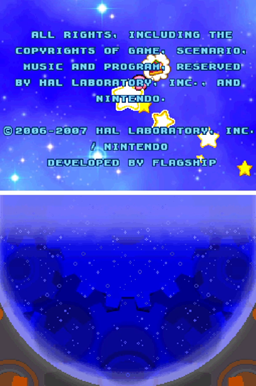 ALL RIGHTS, INCLUDING THE
COPYRIGHTS OF GAME, SCENARIO,
MUSIC AND PROGRAM, RESERVED
BY HAL LABORATORY, INC., AND
NINTENDO.
©2006-2007 HAL LABORATORY, INC.
/ NINTENDO
DEVELOPED BY FLAGSHIP